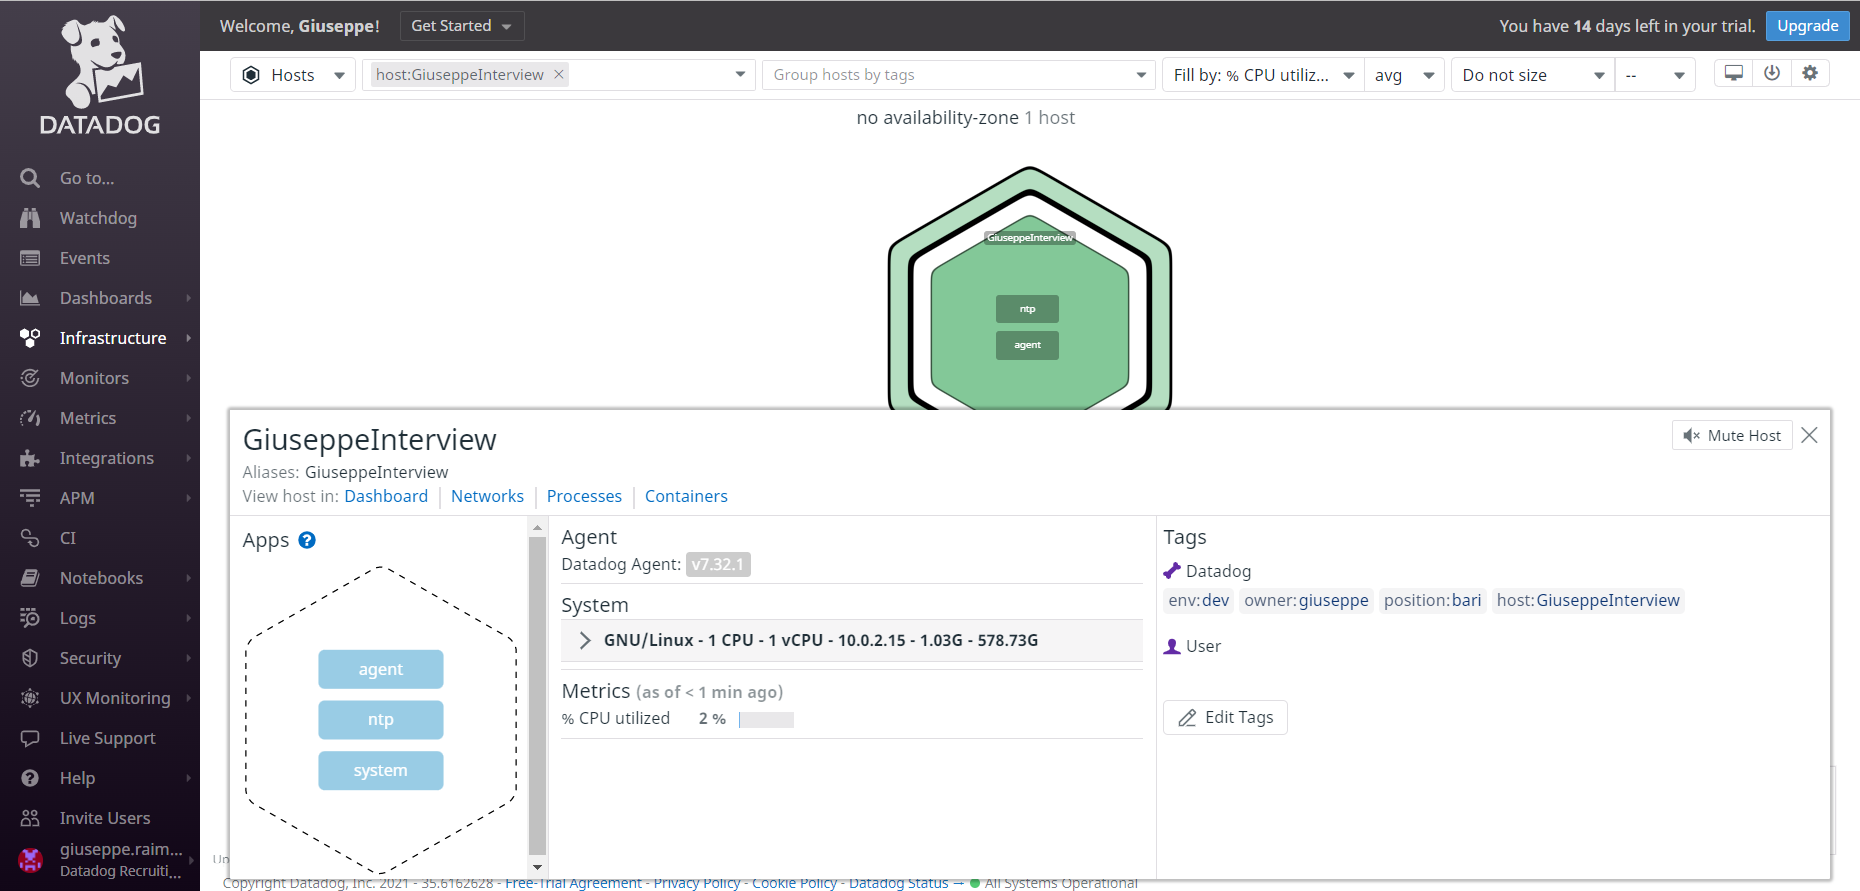 Welcome, Giuseppe! Get Started You have 14 days left in your trial. Upgrade
DATADOG
Hosts host:GiuseppeInterview × Group hosts by tags Fill by: % CPU utiliz... avg Do not size --
no availability-zone 1 host
Go to...
Watchdog
Events
Dashboards
Infrastructure
Monitors
Metrics
Integrations
APM
CI
Notebooks
Logs
Security
UX Monitoring
Live Support
Help
Invite Users
giuseppe.raim...
Datadog Recruiti...
GiuseppeInterview
ntp
agent
GiuseppeInterview
Mute Host
Aliases: GiuseppeInterview
View host in: Dashboard Networks Processes Containers
Apps ?
agent
ntp
system
Agent
Datadog Agent: v7.32.1
System
GNU/Linux - 1 CPU - 1 vCPU - 10.0.2.15 - 1.03G - 578.73G
Metrics (as of < 1 min ago)
% CPU utilized 2 %
Tags
Datadog
env:dev owner:giuseppe position:bari host:GiuseppeInterview
User
Edit Tags
Copyright Datadog, Inc. 2021 - 35.6162628 - Free-Trial Agreement - Privacy Policy - Cookie Policy - Datadog Status → All Systems Operational